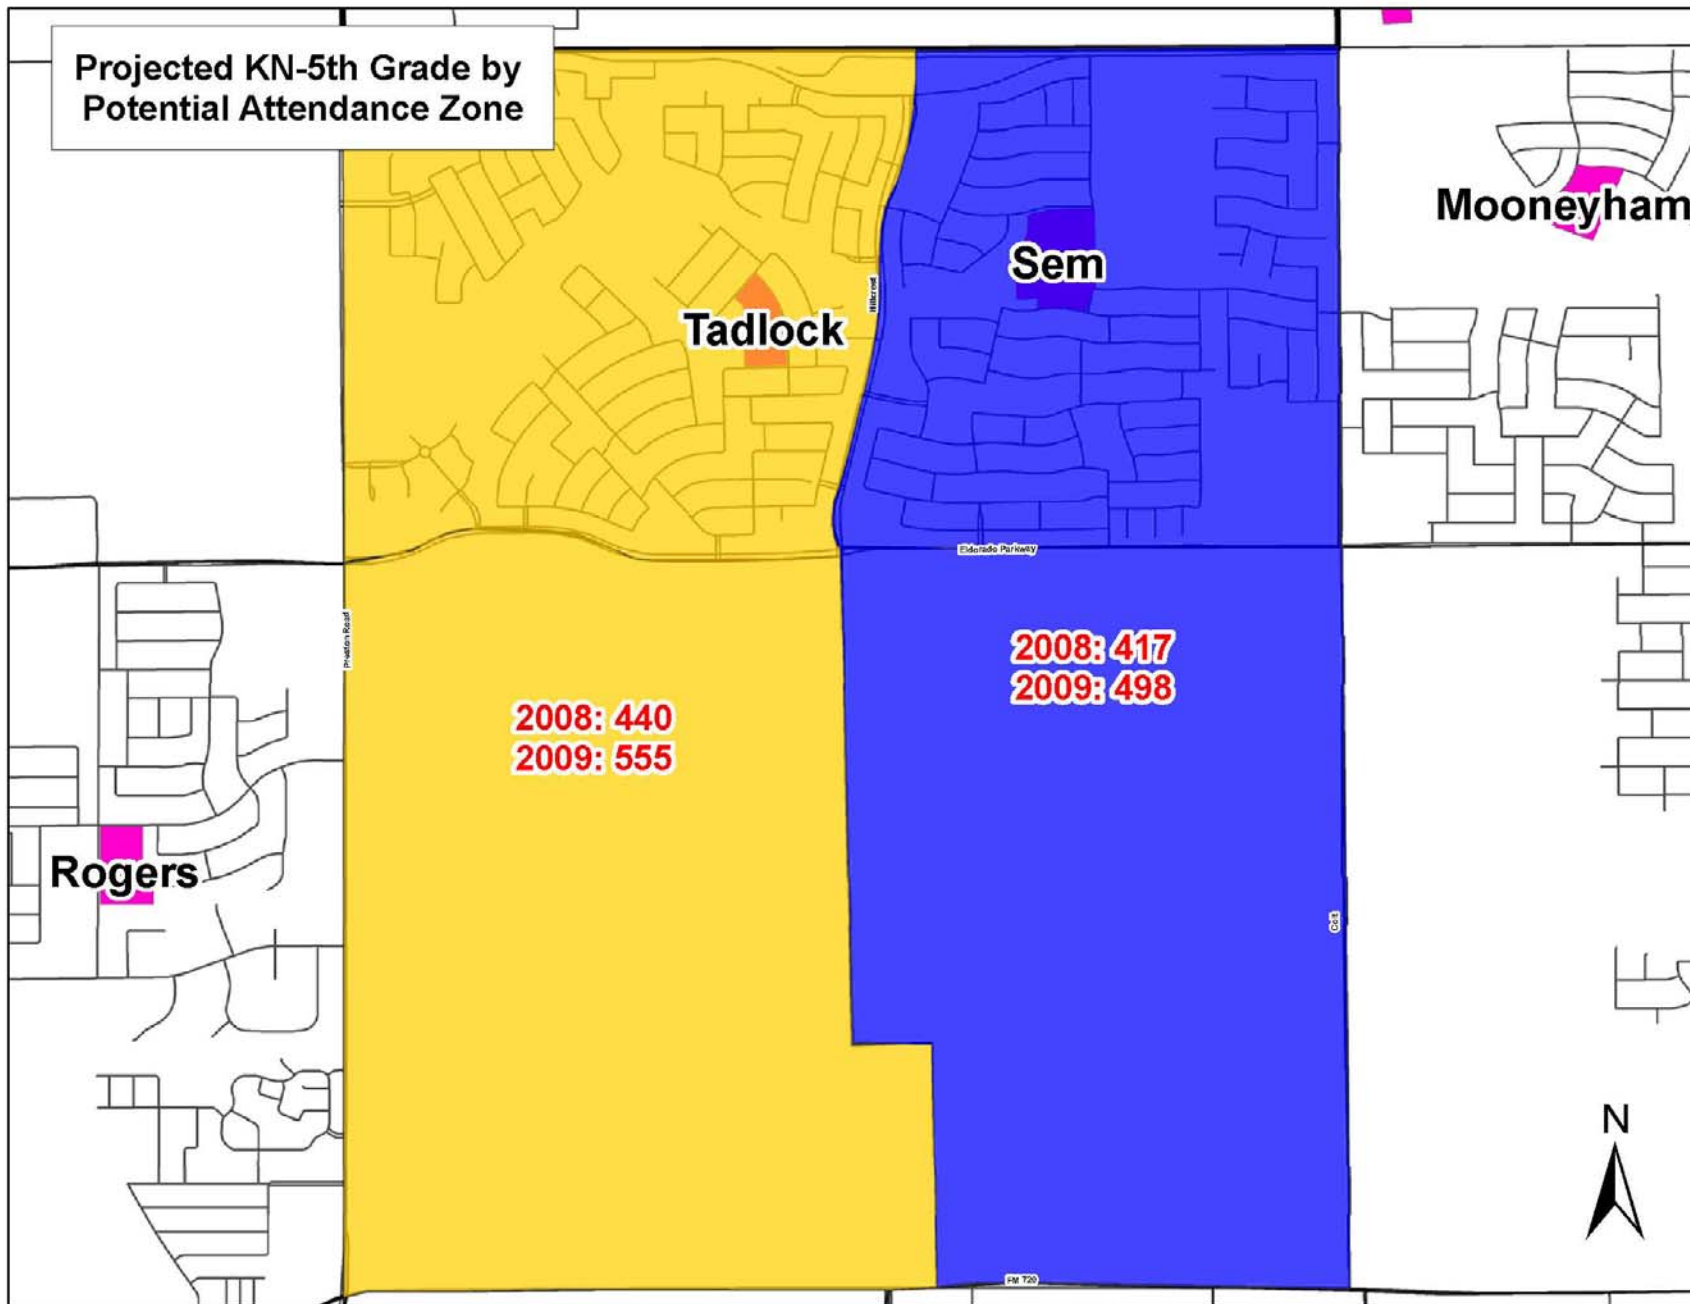 Projected KN-5th Grade by
Potential Attendance Zone
Mooneyham
Sem
Hillcrest
Tadlock
Eldorado Parkway
Preston Road
2008: 417
2009: 498
2008: 440
2009: 555
Rogers
Coit
N
FM 720